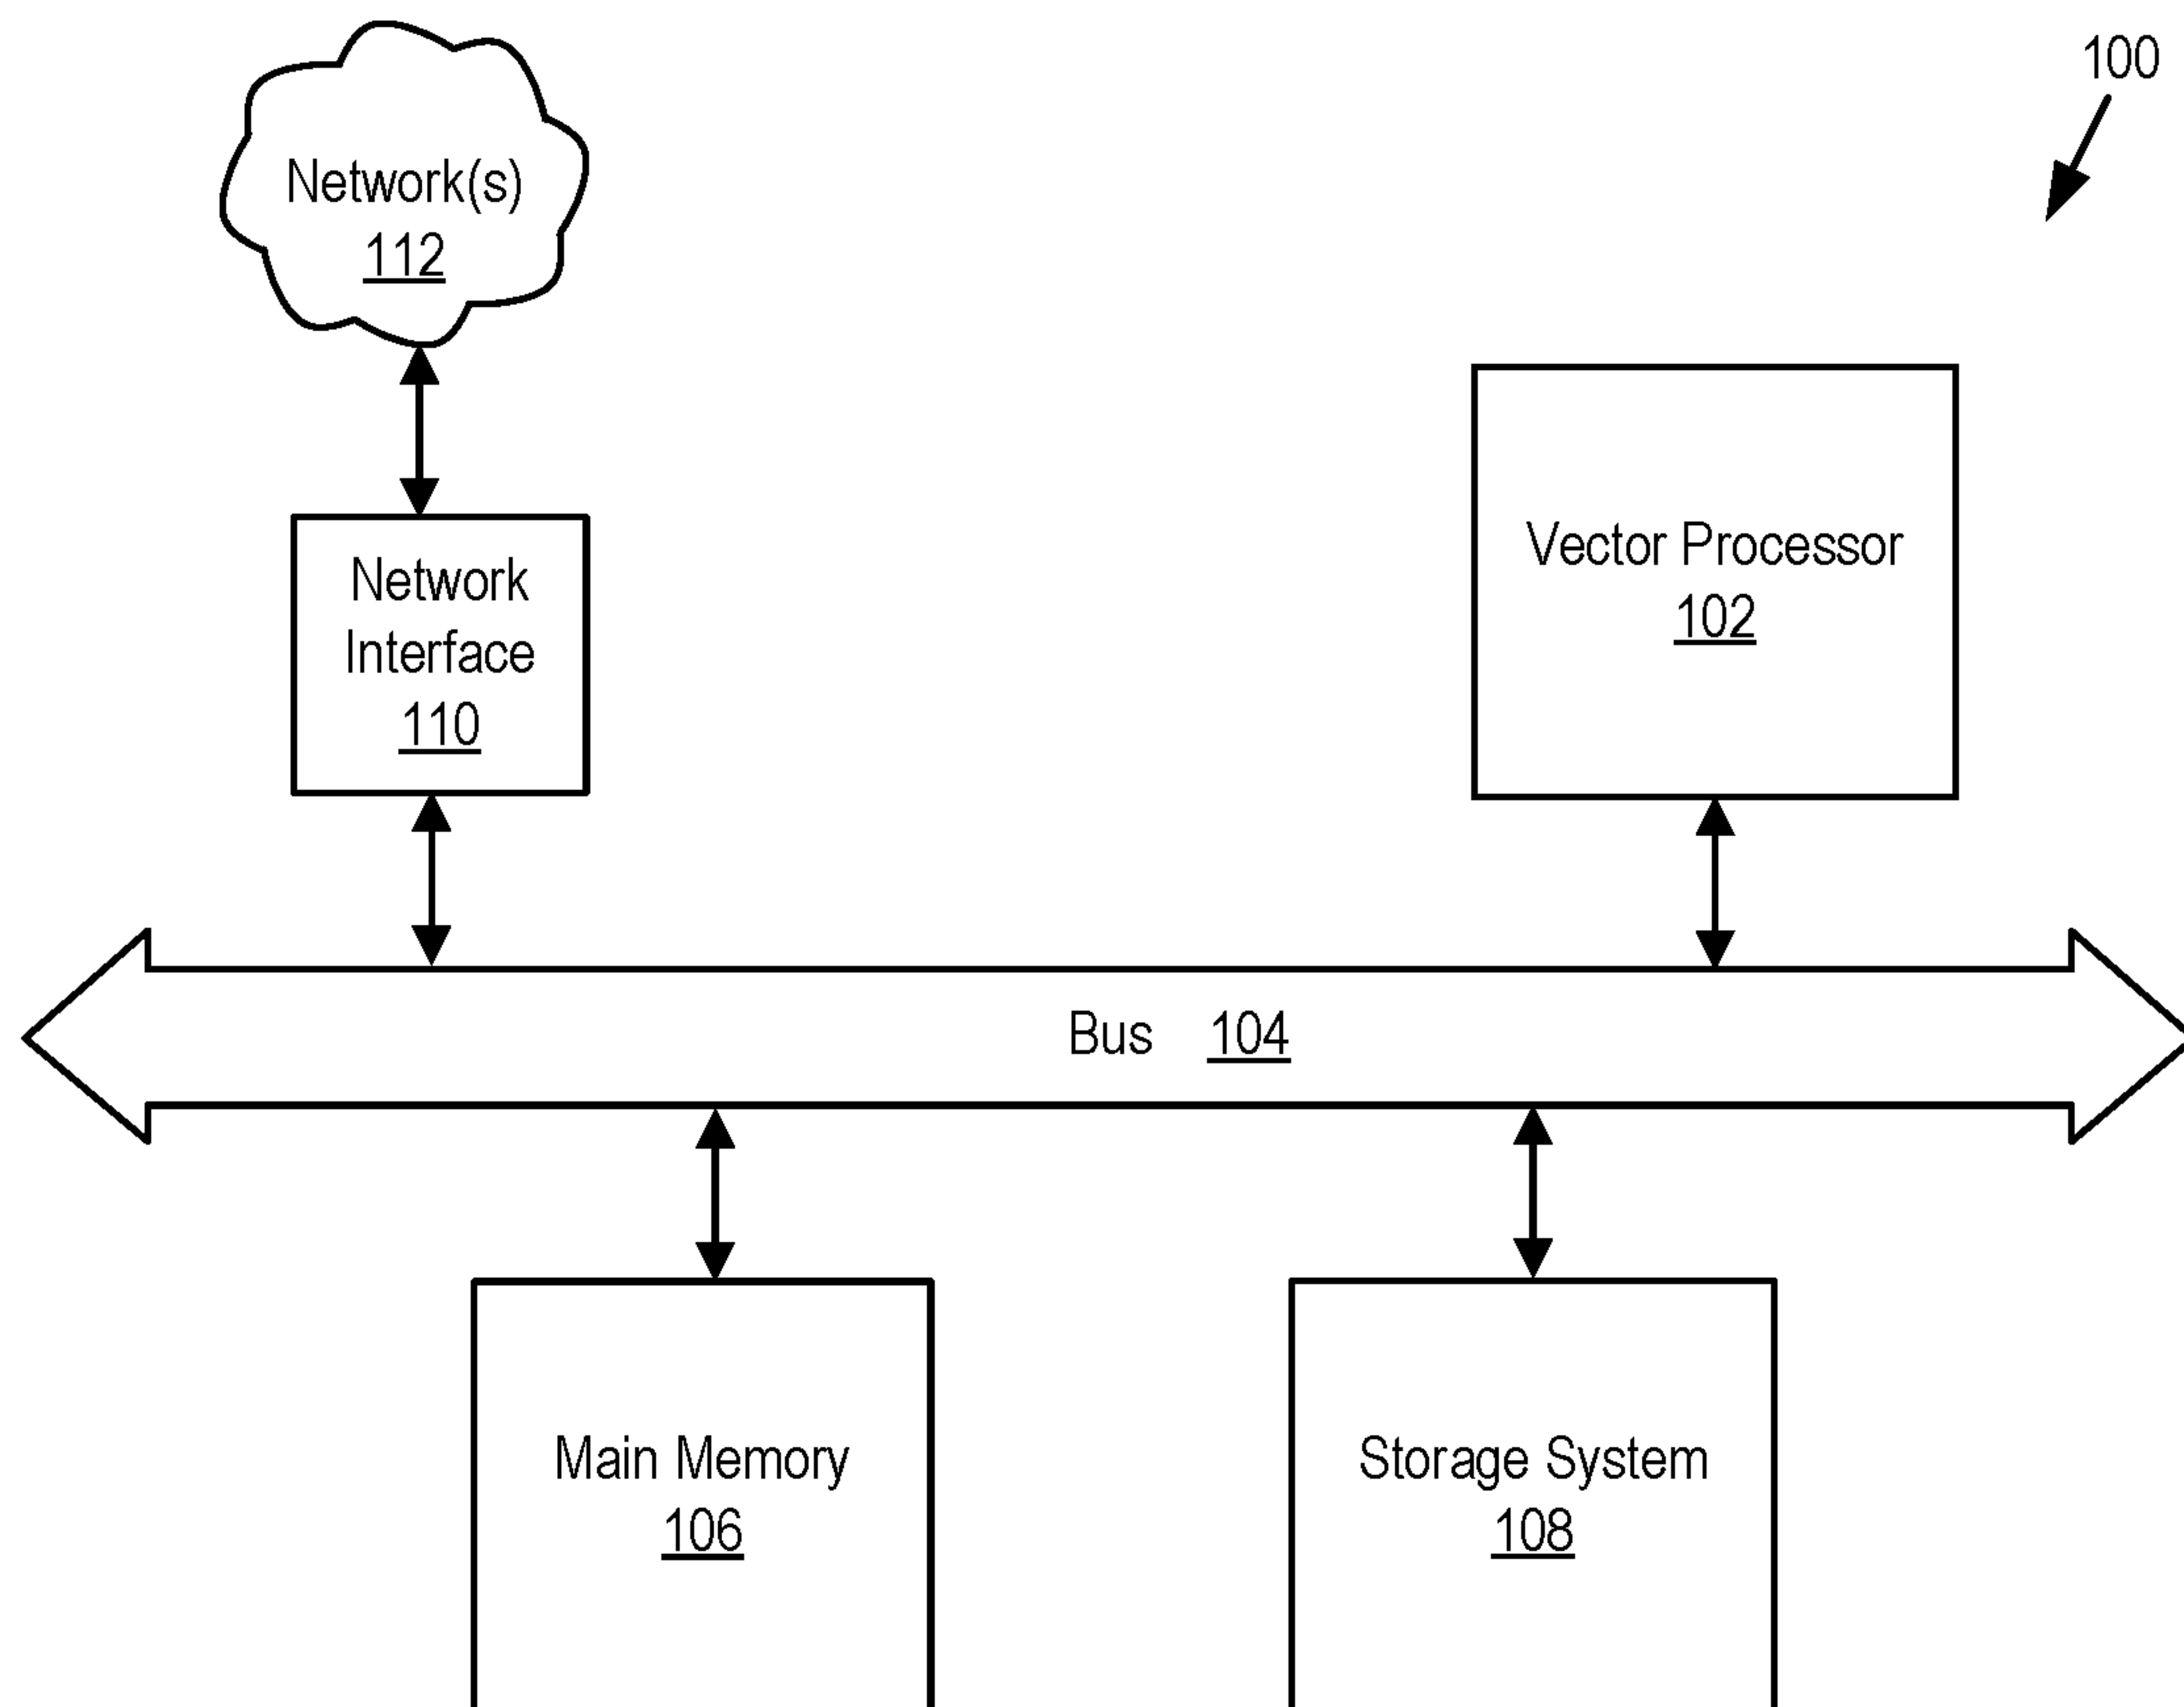 100
Network(s)
112
Vector Processor
102
Network
Interface
110
Bus 104
Main Memory
106
Storage System
108